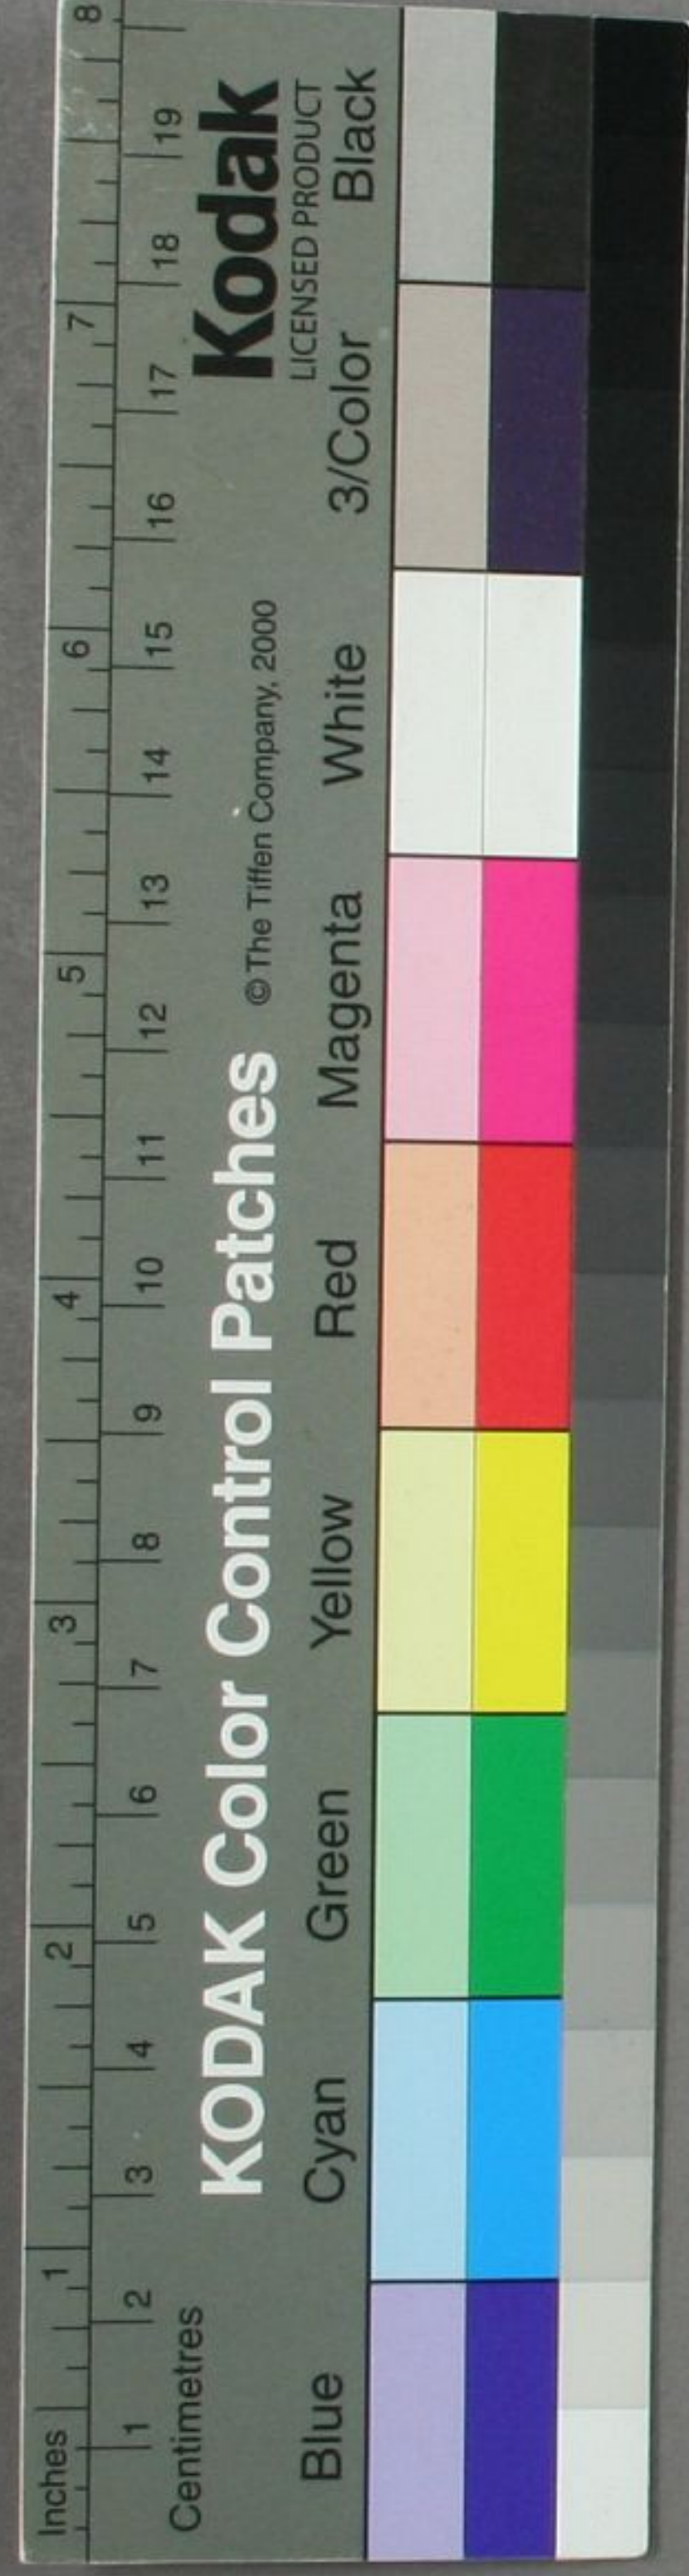 Inches 1 2 3 4 5 6 7 8
Centimetres 1 2 3 4 5 6 7 8 9 10 11 12 13 14 15 16 17 18 19
KODAK Color Control Patches © The Tiffen Company, 2000 Kodak
LICENSED PRODUCT
Blue Cyan Green Yellow Red Magenta White 3/Color Black